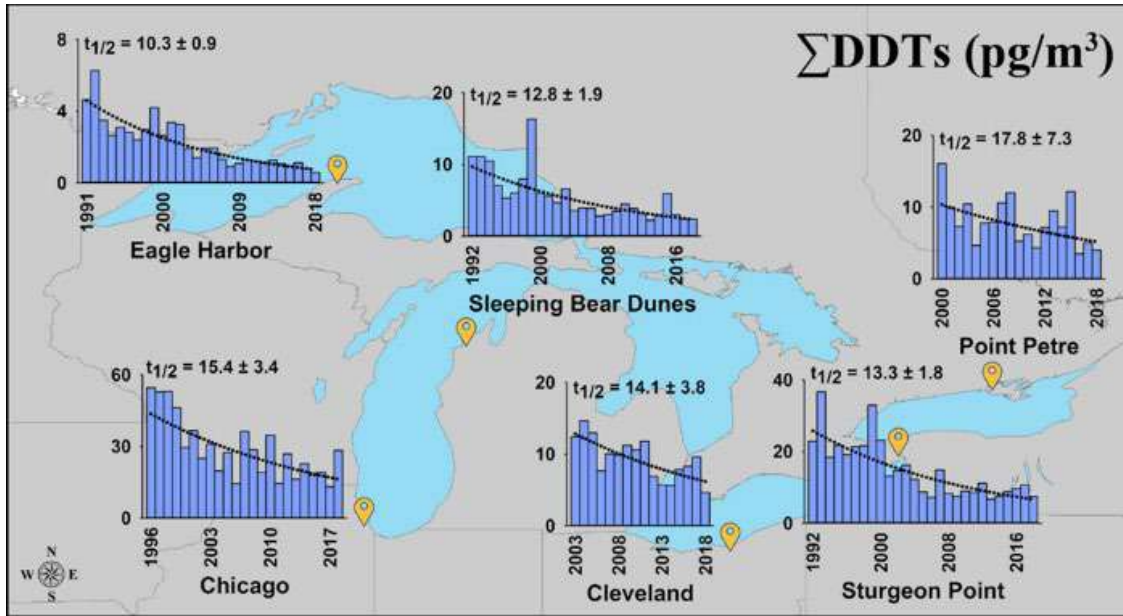 ∑DDTs (pg/m³)
t1/2 = 10.3 ± 0.9
8
4
0
1991
2000
2009
2018
Eagle Harbor
t1/2 = 12.8 ± 1.9
20
10
0
1992
2000
2008
2016
Sleeping Bear Dunes
t1/2 = 17.8 ± 7.3
20
15
10
5
0
2000
2006
2012
2018
Point Petre
t1/2 = 15.4 ± 3.4
60
30
0
1996
2003
2010
2017
Chicago
t1/2 = 14.1 ± 3.8
20
10
0
2003
2008
2013
2018
Cleveland
t1/2 = 13.3 ± 1.8
40
20
13
0
1992
2000
2008
2016
Sturgeon Point
N
W E
S